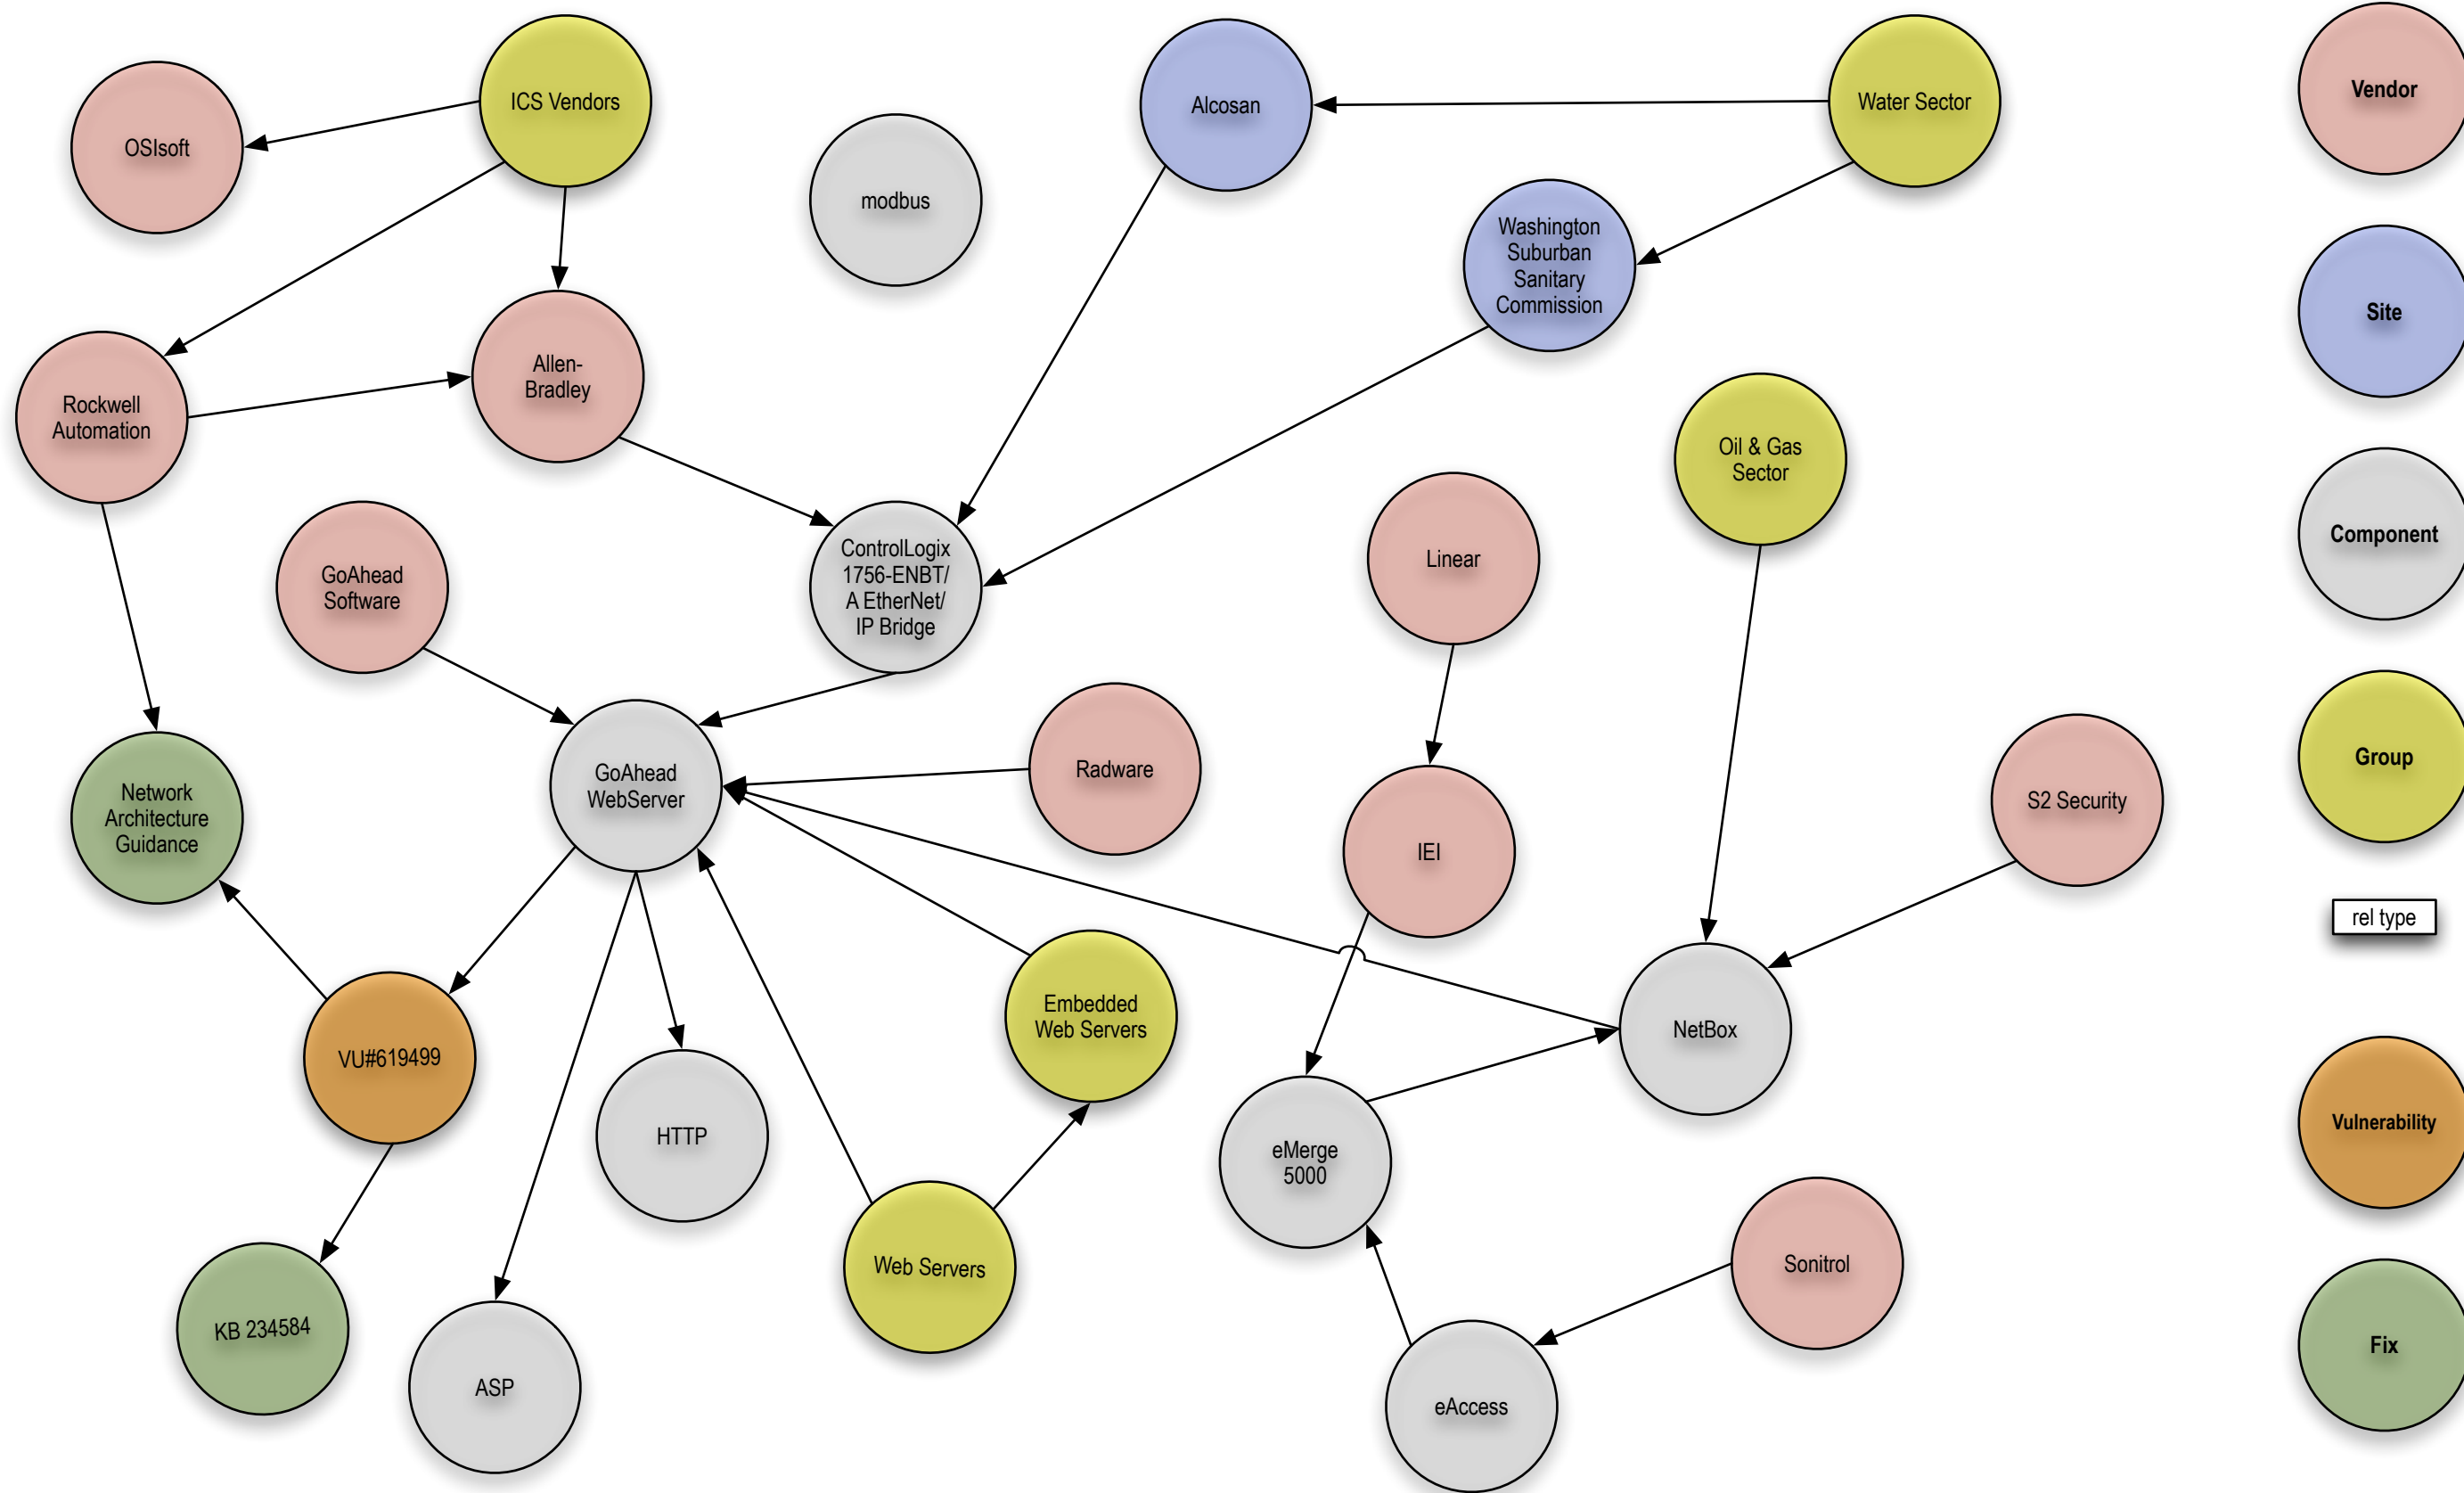 ICS Vendors
Alcosan
Water Sector
Vendor
OSIsoft
modbus
Washington
Suburban
Sanitary
Commission
Site
Allen-
Bradley
Rockwell
Automation
Oil & Gas
Sector
Component
ControlLogix
1756-ENBT/
A EtherNet/
IP Bridge
Linear
GoAhead
Software
Group
GoAhead
WebServer
Radware
S2 Security
Network
Architecture
Guidance
IEI
rel type
Embedded
Web Servers
NetBox
VU#619499
HTTP
Vulnerability
eMerge
5000
Web Servers
Sonitrol
KB 234584
Fix
ASP
eAccess